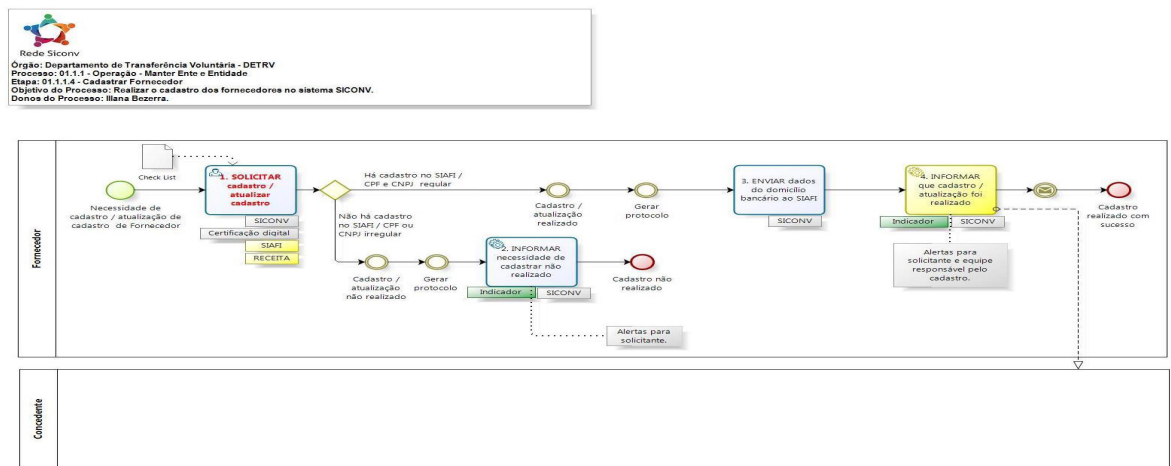 Rede Siconv
Órgão: Departamento de Transferência Voluntária - DETRV
Processo: 01.1.1 - Operação - Manter Ente e Entidade
Etapa: 01.1.1.4 - Cadastrar Fornecedor
Objetivo do Processo: Realizar o cadastro dos fornecedores no sistema SICONV.
Donos do Processo: Illana Bezerra.
Fornecedor
Check List
Necessidade de
cadastro / atualização de
cadastro de Fornecedor
1. SOLICITAR
cadastro /
atualizar
cadastro
SICONV
Certificação digital
SIAFI
RECEITA
Há cadastro no SIAFI /
CPF e CNPJ regular
Cadastro /
atualização
realizado
Gerar
protocolo
3. ENVIAR dados
do domicílio
bancário ao SIAFI
SICONV
4. INFORMAR
que cadastro /
atualização foi
realizado
Indicador
SICONV
Alertas para
solicitante e equipe
responsável pelo
cadastro.
Cadastro
realizado com
sucesso
Não há cadastro
no SIAFI / CPF ou
CNPJ irregular
Cadastro /
atualização
não realizado
Gerar
protocolo
2. INFORMAR
necessidade de
cadastrar não
realizado
Indicador
SICONV
Alertas para
solicitante.
Cadastro não
realizado
Concedente